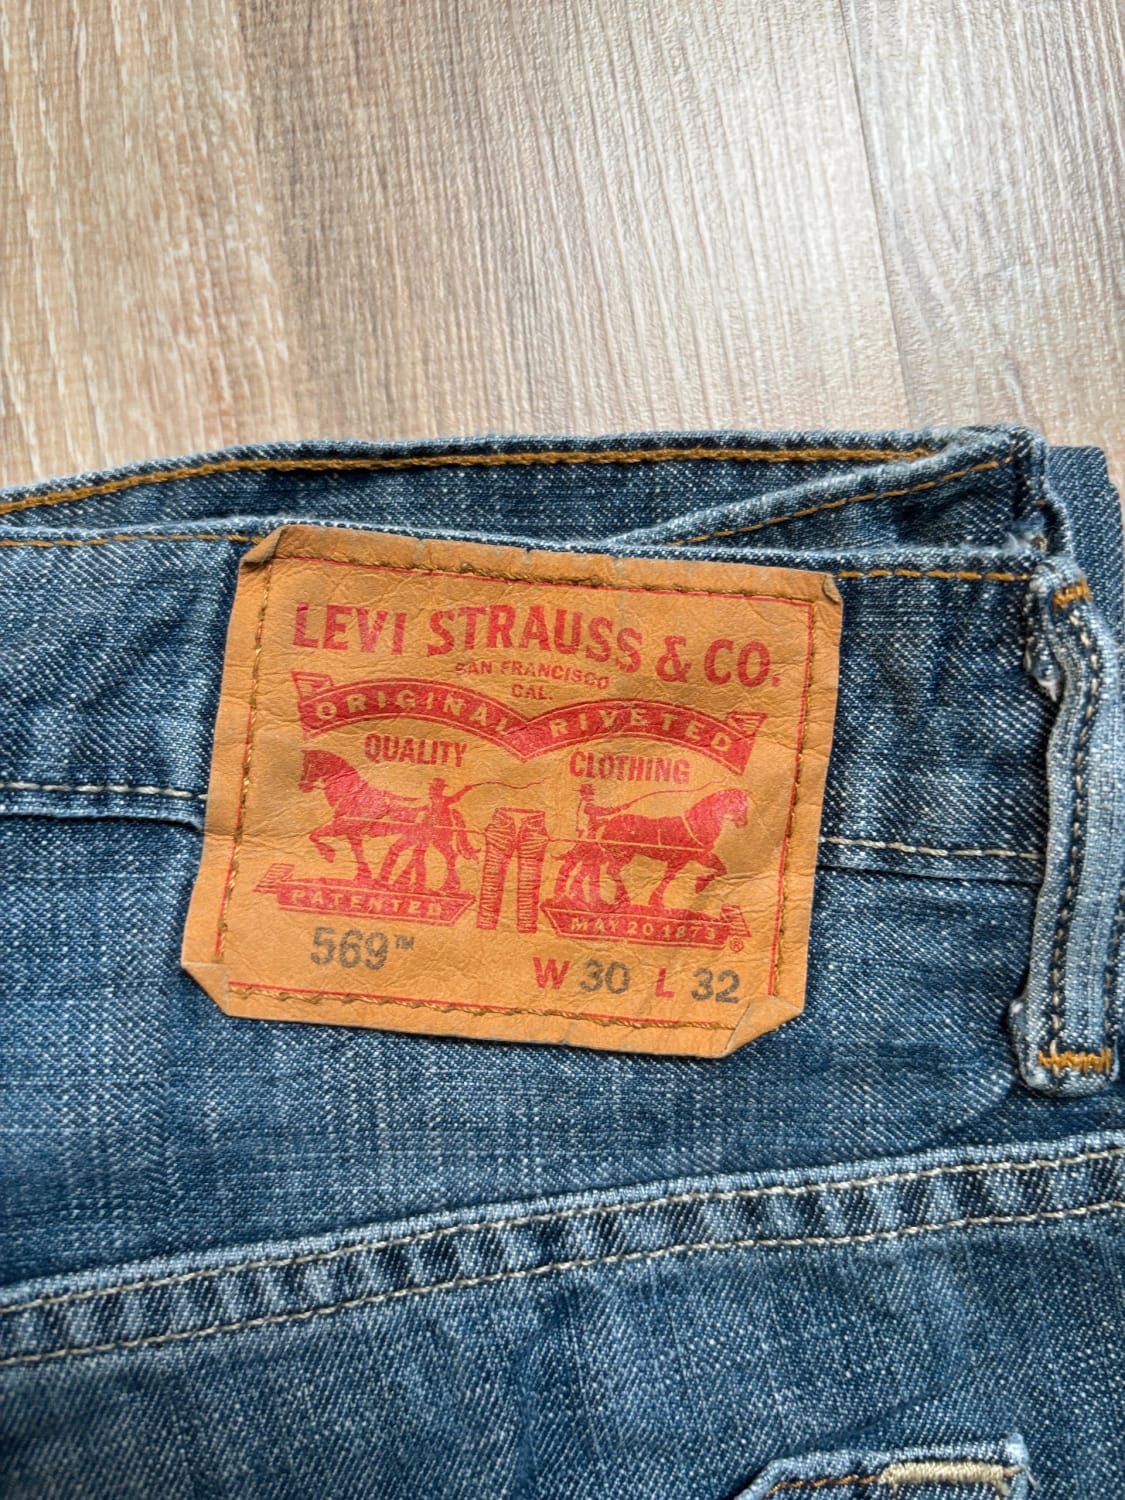 LEVI STRAUSS & CO.
SAN FRANCISCO
CAL.
ORIGINAL RIVETED
QUALITY CLOTHING
PATENTED MAY 20 1873 ®
569™ W 30 L 32